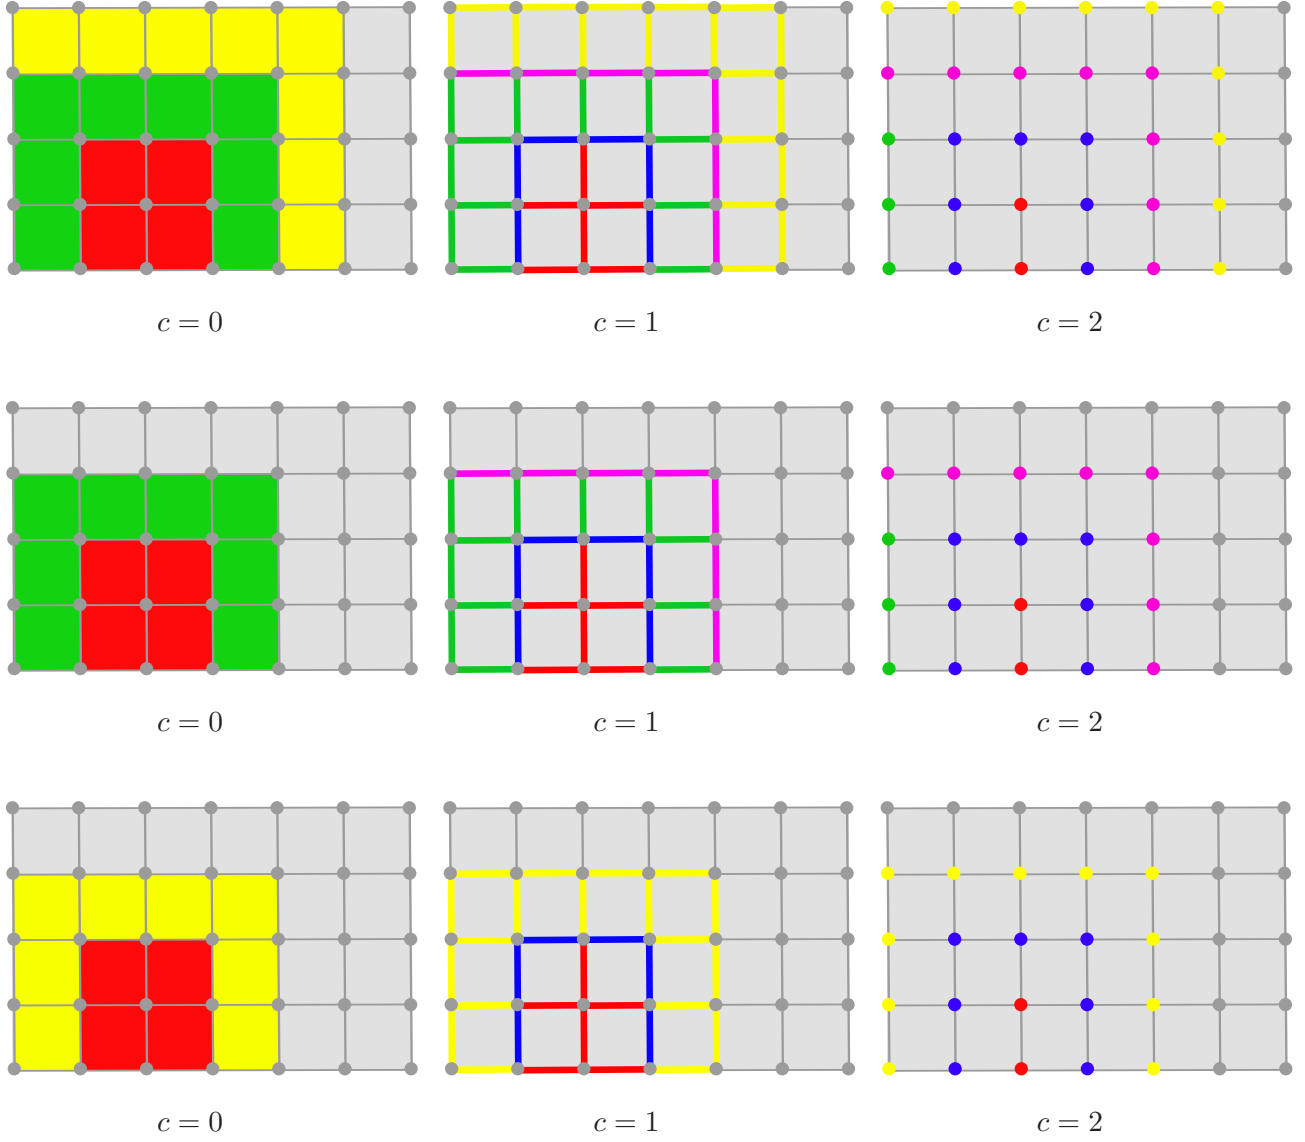 c = 0 c = 1 c = 2
c = 0 c = 1 c = 2
c = 0 c = 1 c = 2